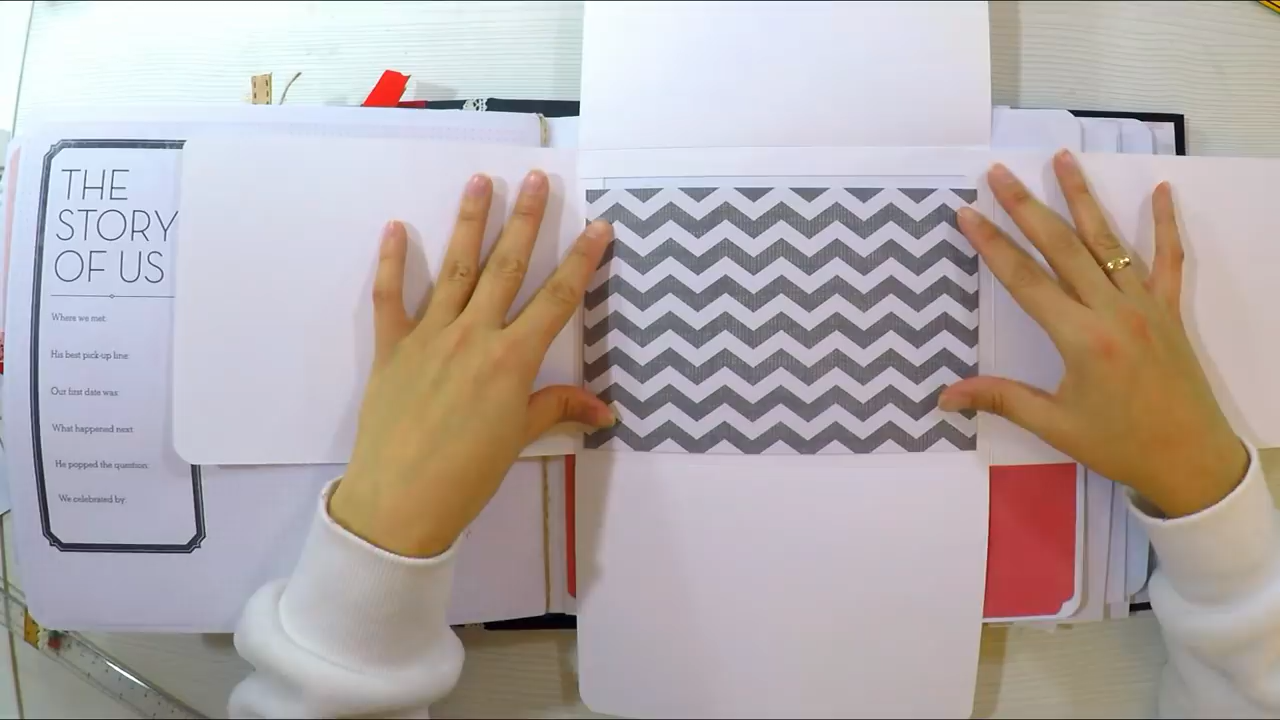 THE
STORY
OF US
Where we met:
His best pick-up line:
Our first date was:
What happened next:
He popped the question:
We celebrated by: